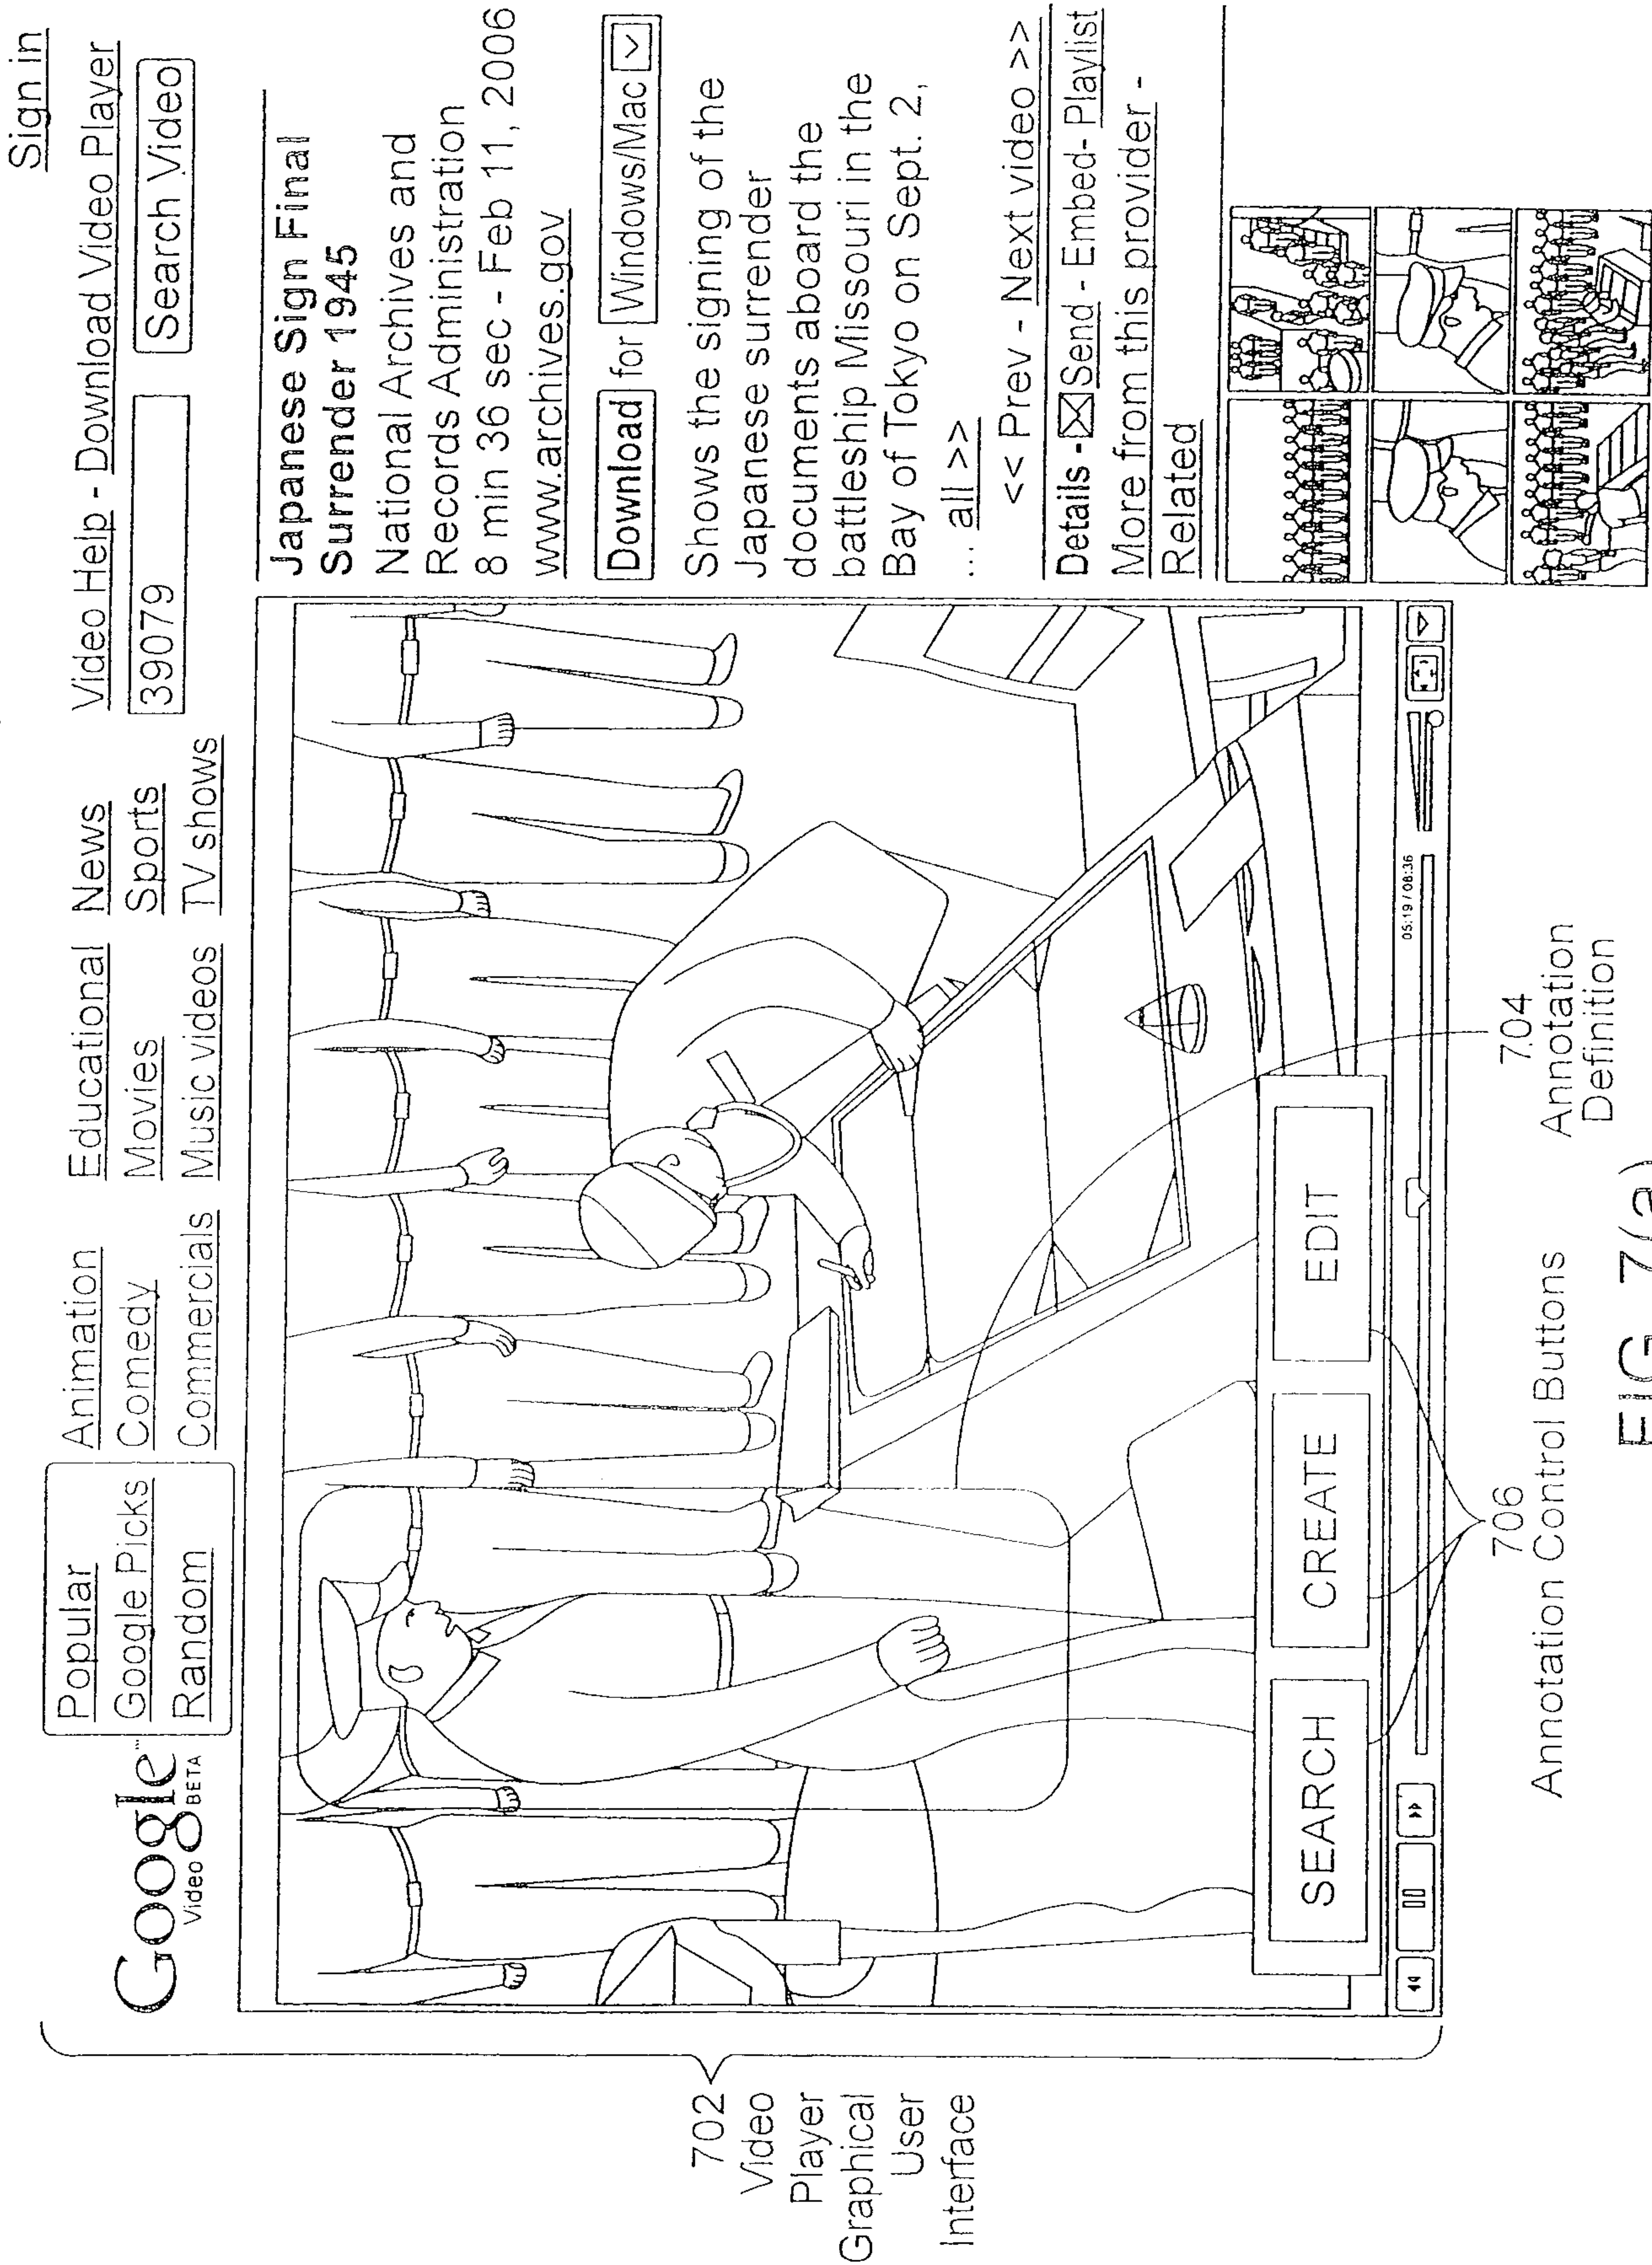 Sign in
Google™
Video BETA
Popular
Google Picks
Random
Animation
Comedy
Commercials
Educational
Movies
Music videos
News
Sports
TV shows
Video Help - Download Video Player
39079
Search Video
Japanese Sign Final
Surrender 1945
National Archives and
Records Administration
8 min 36 sec - Feb 11, 2006
www.archives.gov
Download for Windows/Mac
Shows the signing of the
Japanese surrender
documents aboard the
battleship Missouri in the
Bay of Tokyo on Sept. 2,
... all >>
<< Prev - Next video >>
Details - Send - Embed- Playlist
More from this provider -
Related
702
Video
Player
Graphical
User
Interface
SEARCH
CREATE
EDIT
05:19 / 08:36
706
Annotation Control Buttons
704
Annotation
Definition
FIG. 7(a)